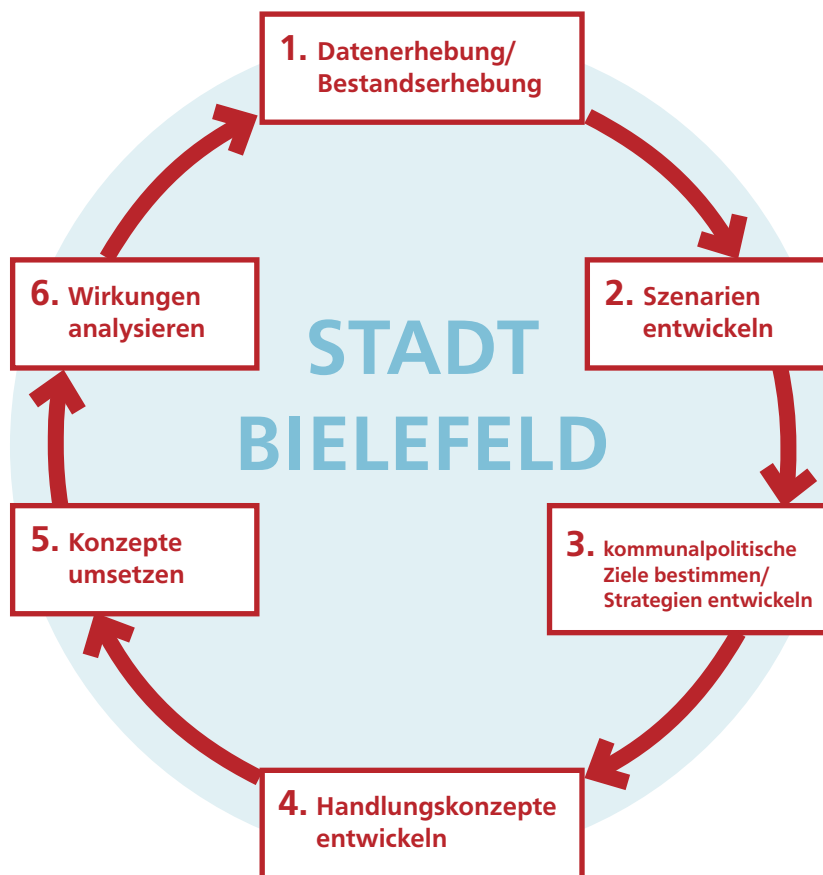 1. Datenerhebung/
Bestandserhebung
2. Szenarien
entwickeln
3. kommunalpolitische
Ziele bestimmen/
Strategien entwickeln
4. Handlungskonzepte
entwickeln
5. Konzepte
umsetzen
6. Wirkungen
analysieren
STADT
BIELEFELD